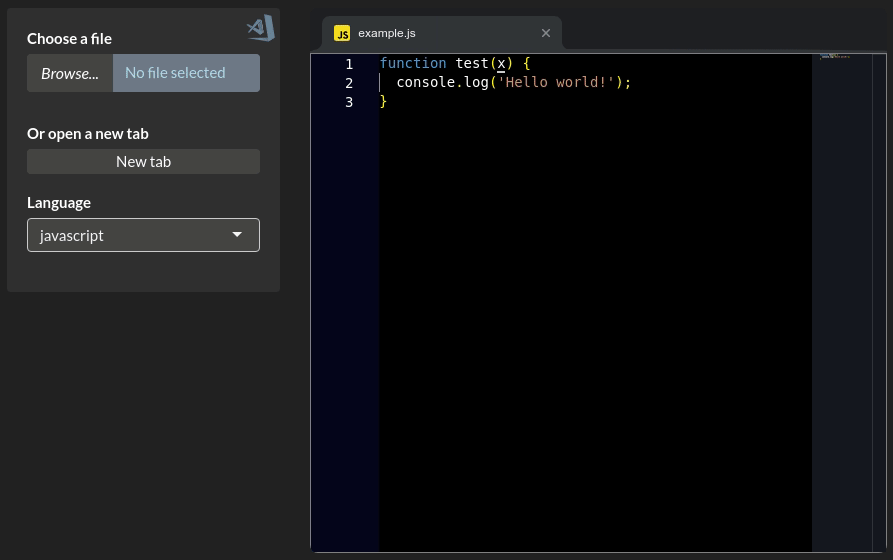 Choose a file
Browse... No file selected
Or open a new tab
New tab
Language
javascript
JS example.js
1 function test(x) {
2   console.log('Hello world!');
3 }